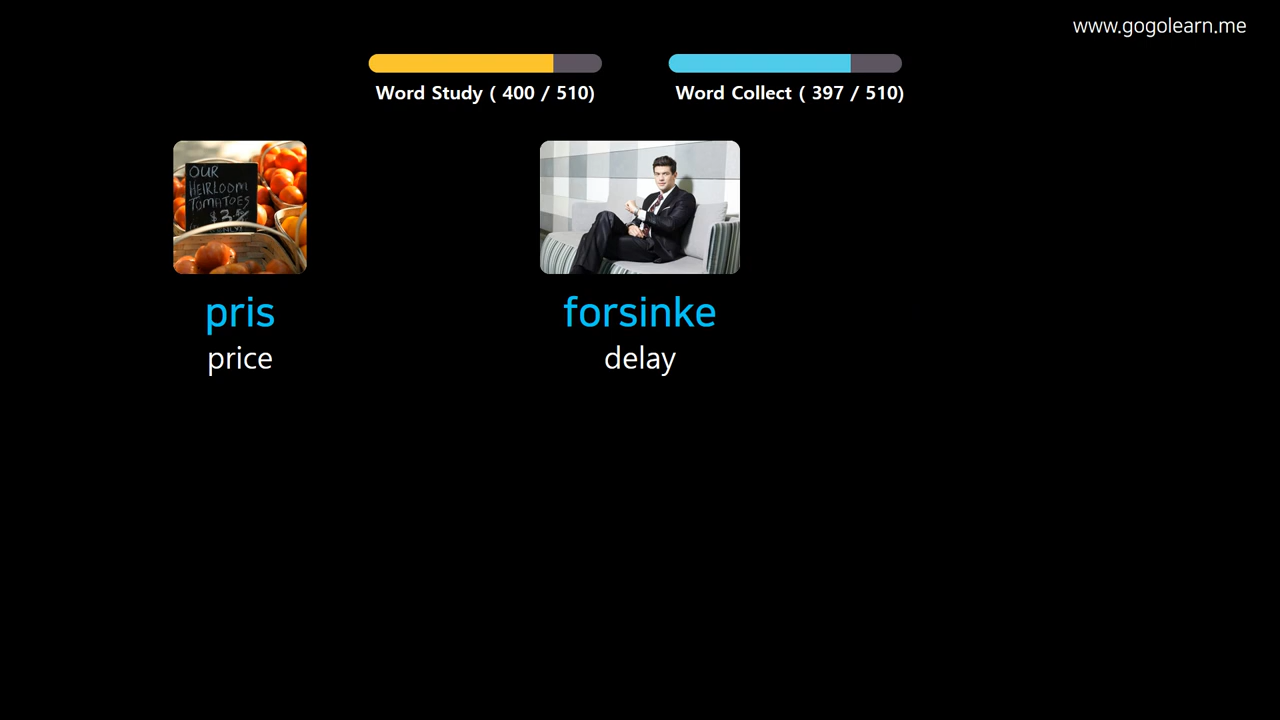 www.gogolearn.me
Word Study ( 400 / 510)
Word Collect ( 397 / 510)
OUR
HEIRLOOM
TOMATOES
pris
forsinke
price
delay